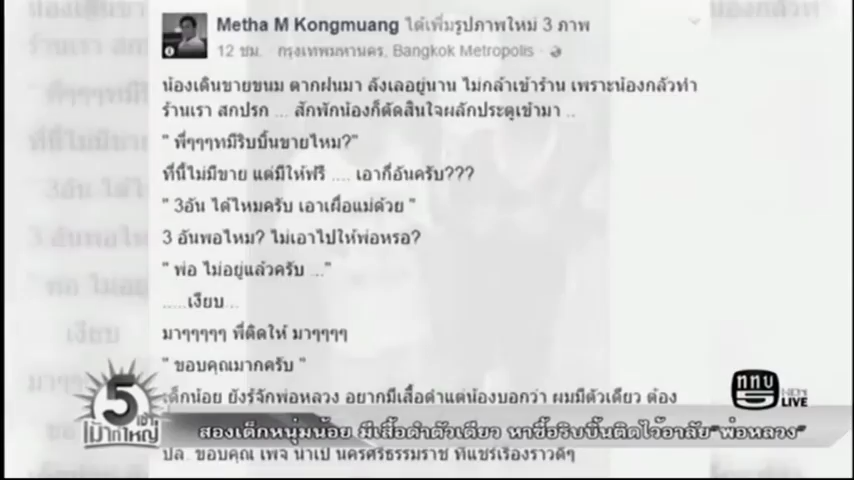 Metha M Kongmuang ได้เพิ่มรูปภาพใหม่ 3 ภาพ
12 ชม. กรุงเทพมหานคร, Bangkok Metropolis
น้องเดินขายขนม ตากฝนมา ลังเลอยู่นาน ไม่กล้าเข้าร้าน เพราะน้องกลัวทำ
ร้านเรา สกปรก ... สักพักน้องก็ตัดสินใจผลักประตูเข้ามา ..
" พี่ๆๆๆหมีริบบิ้นขายไหม?"
ที่นี้ไม่มีขาย แต่มีให้ฟรี .... เอากี่อันครับ???
" 3อัน ได้ไหมครับ เอาเผื่อแม่ด้วย "
3 อันพอไหม? ไม่เอาไปให้พ่อหรอ?
" พ่อ ไม่อยู่แล้วครับ ..."
......เงียบ...
มาๆๆๆๆๆ พี่ติดให้ มาๆๆๆๆ
" ขอบคุณมากครับ "
เด็กน้อย ยังรู้จักพ่อหลวง อยากมีเสื้อดำแต่น้องบอกว่า ผมมีตัวเดียว ต้อง
5 เช้า
ททบ 5 HD1 LIVE
สองเด็กหนุ่มน้อย มีเสื้อดำตัวเดียว หาซื้อริบบิ้นติดไว้อาลัย"พ่อหลวง"
ปล. ขอบคุณ เพจ นครศรีธรรมราช ที่แชร์เรื่องราวดีๆ